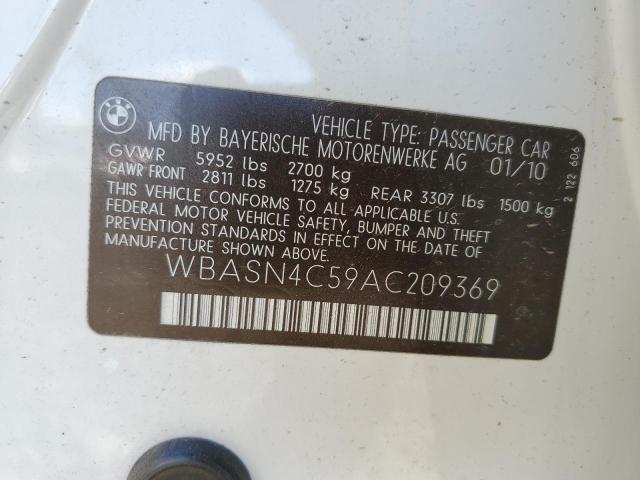 BMW
VEHICLE TYPE: PASSENGER CAR
MFD BY BAYERISCHE MOTORENWERKE AG 01/10
GVWR 5952 lbs 2700 kg
GAWR FRONT 2811 lbs 1275 kg REAR 3307 lbs 1500 kg
THIS VEHICLE CONFORMS TO ALL APPLICABLE U.S.
FEDERAL MOTOR VEHICLE SAFETY, BUMPER AND THEFT
PREVENTION STANDARDS IN EFFECT ON THE DATE OF
MANUFACTURE SHOWN ABOVE.
WBASN4C59AC209369
2 122 606